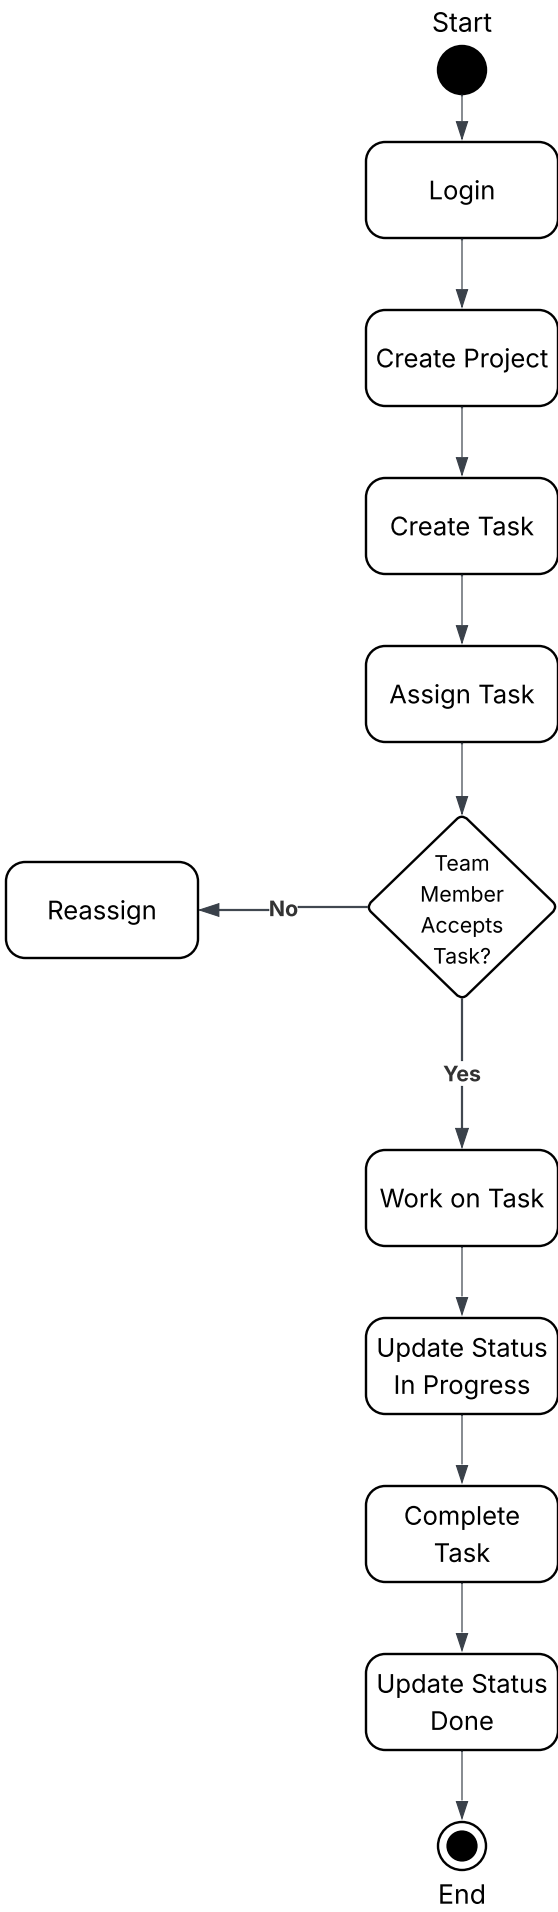 Start
Login
Create Project
Create Task
Assign Task
Team
Member
Accepts
Task?
No
Reassign
Yes
Work on Task
Update Status
In Progress
Complete
Task
Update Status
Done
End